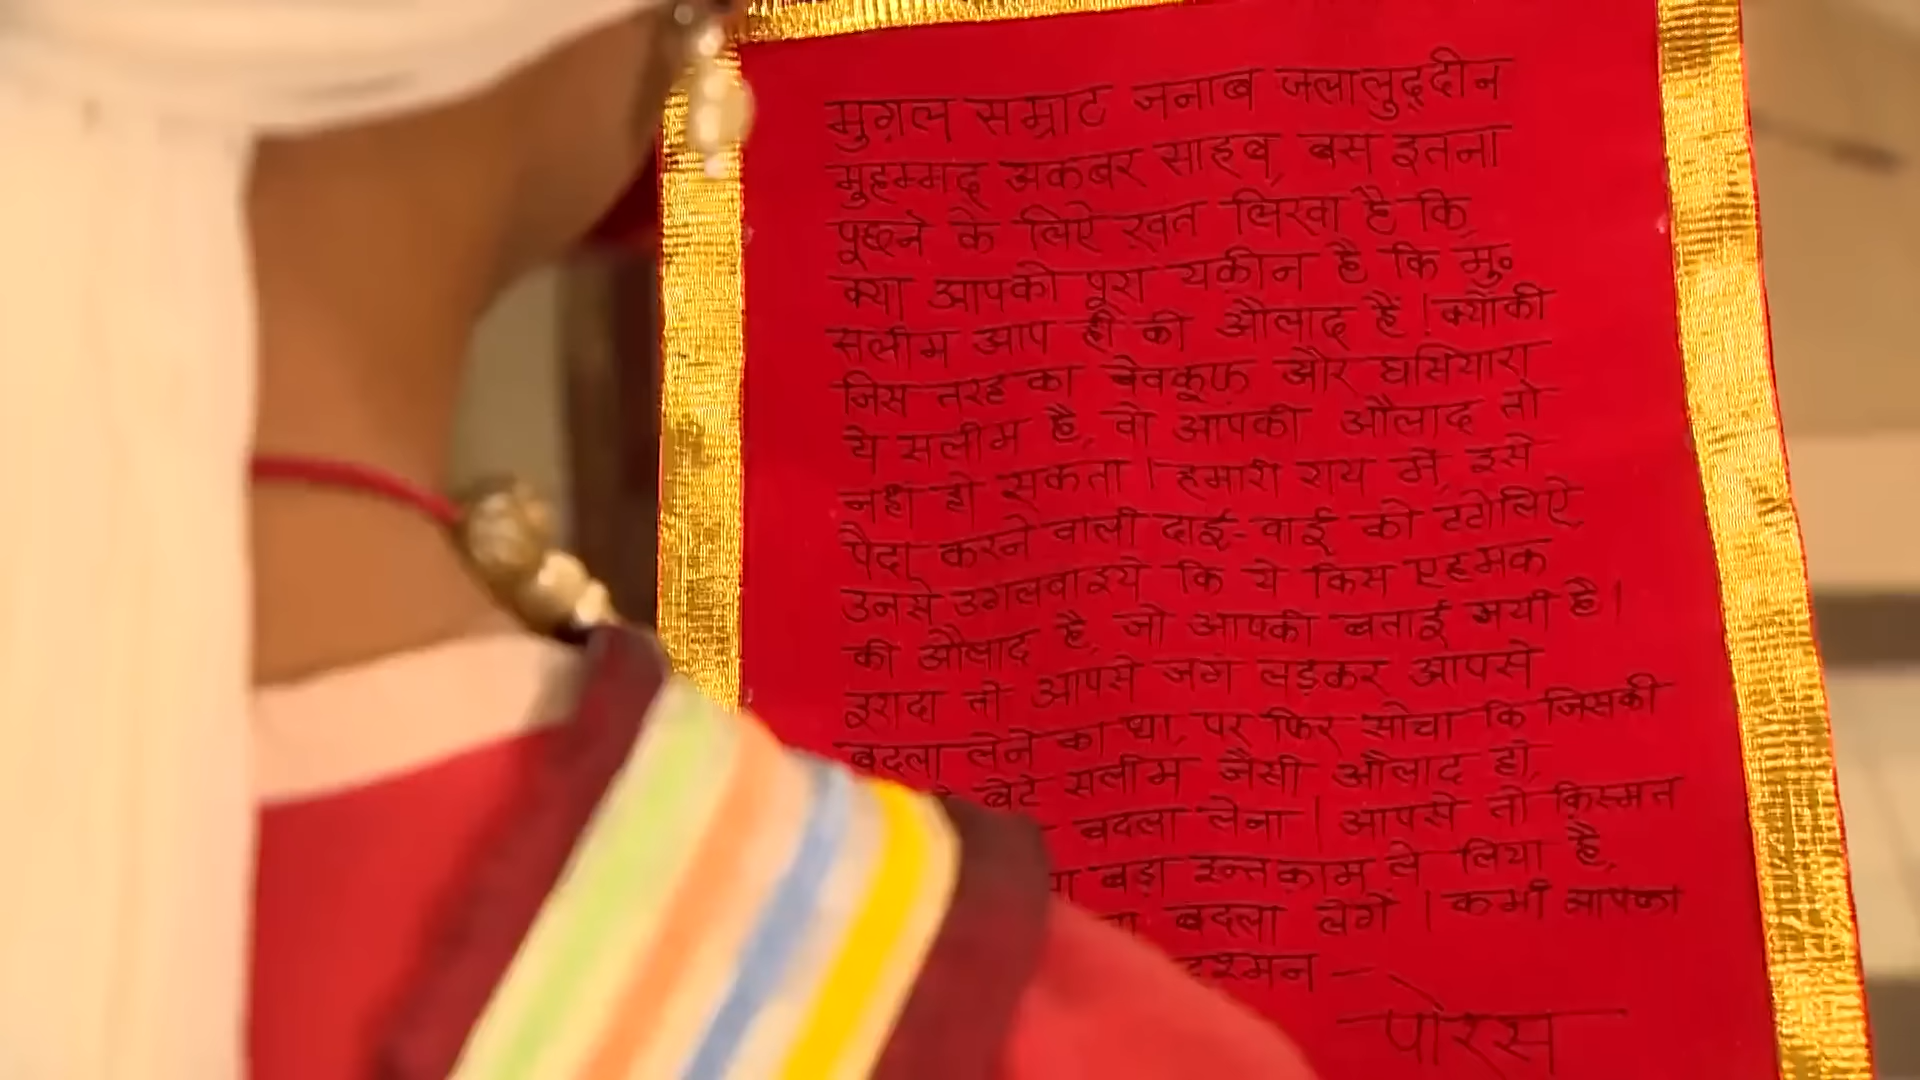 मुग़ल सम्राट जनाब जलालुद्दीन
मुहम्मद अकबर साहब, बस इतना
पूछने के लिऐ खत लिखा है कि
क्या आपको पूरा यकीन है कि मु॰
सलीम आप ही की औलाद है । क्योंकी
जिस तरह का बेवकूफ़ और घसियारा
ये सलीम है, वो आपकी औलाद तो
नहीं हो सकता । हमारी राय में, इसे
पैदा करने वाली दाई-वाई को टटोलिऐ,
उनसे उगलवाइये कि ये किस एहमक
की औलाद है, जो आपकी बताई गयी है ।
इरादा तो आपसे जंग लड़कर आपसे
बदला लेने का था, पर फिर सोचा कि जिसकी
बेटे सलीम जैसी औलाद हो,
बदला लेना । आपसे तो किस्मत
बड़ा इन्तकाम ले लिया है,
बदला लेंगे । कभी आपका
दुश्मन -
पोरस